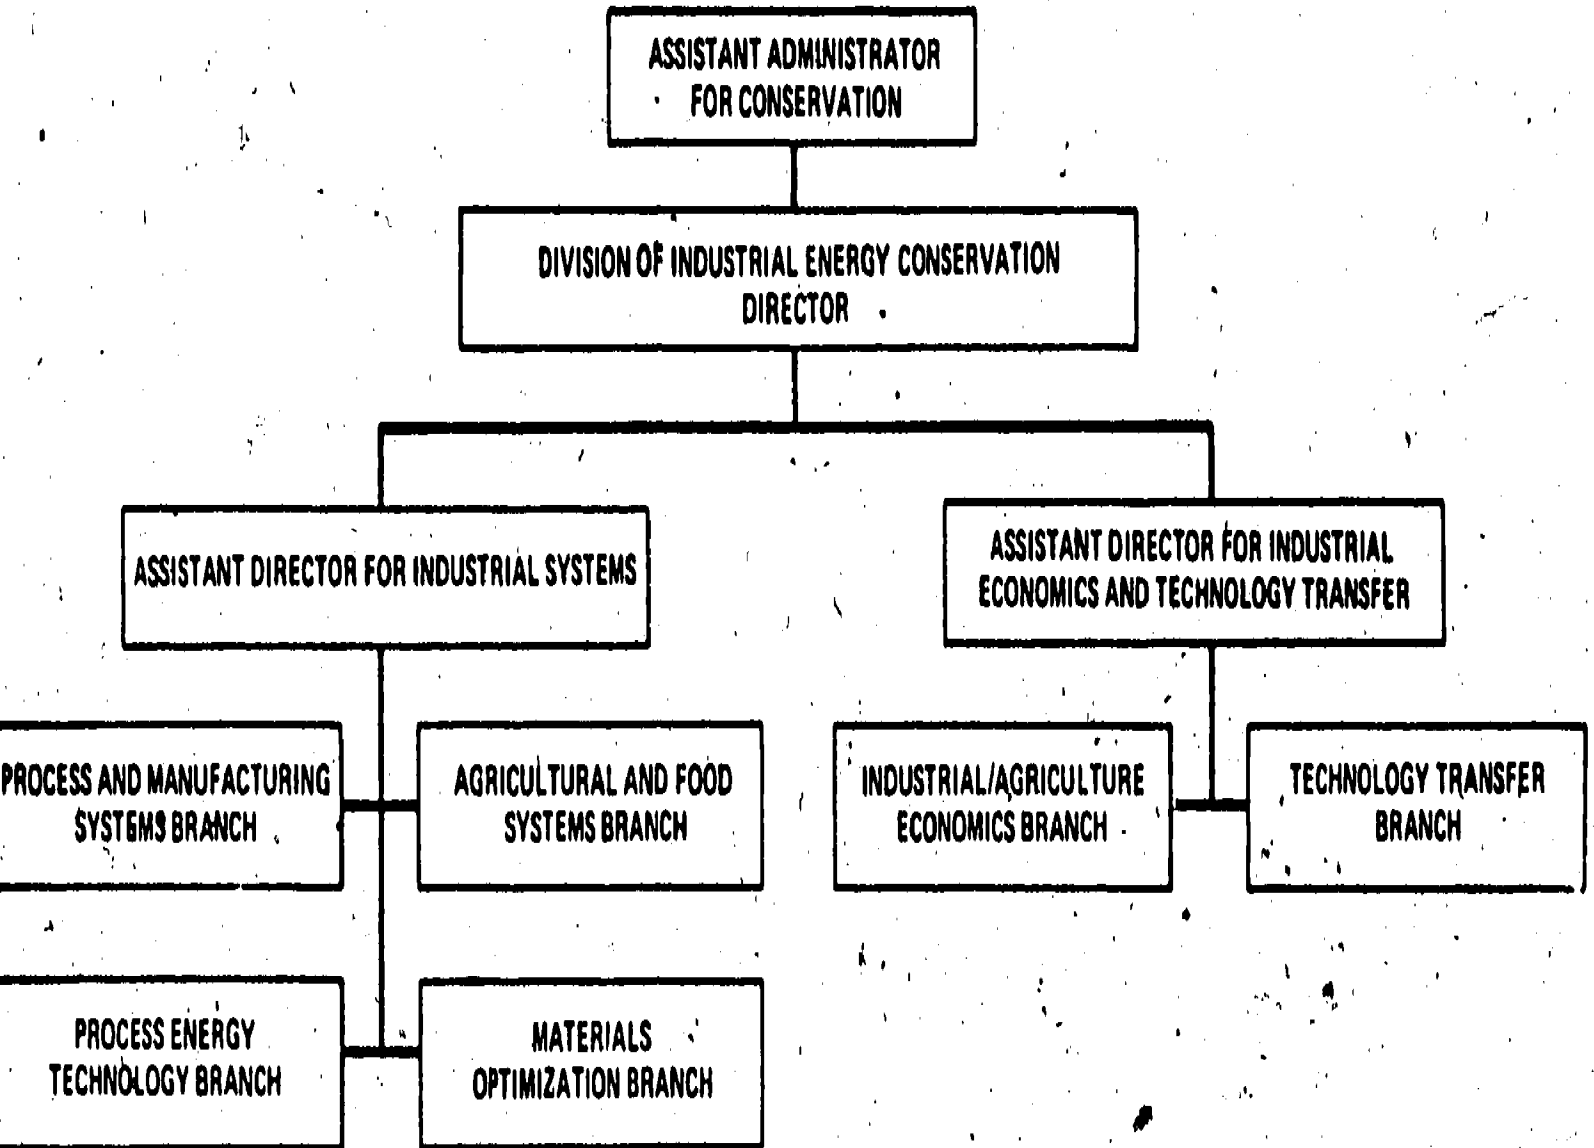 ASSISTANT ADMINISTRATOR
FOR CONSERVATION
DIVISION OF INDUSTRIAL ENERGY CONSERVATION
DIRECTOR
ASSISTANT DIRECTOR FOR INDUSTRIAL SYSTEMS
ASSISTANT DIRECTOR FOR INDUSTRIAL
ECONOMICS AND TECHNOLOGY TRANSFER
PROCESS AND MANUFACTURING
SYSTEMS BRANCH
AGRICULTURAL AND FOOD
SYSTEMS BRANCH
INDUSTRIAL/AGRICULTURE
ECONOMICS BRANCH
TECHNOLOGY TRANSFER
BRANCH
PROCESS ENERGY
TECHNOLOGY BRANCH
MATERIALS
OPTIMIZATION BRANCH